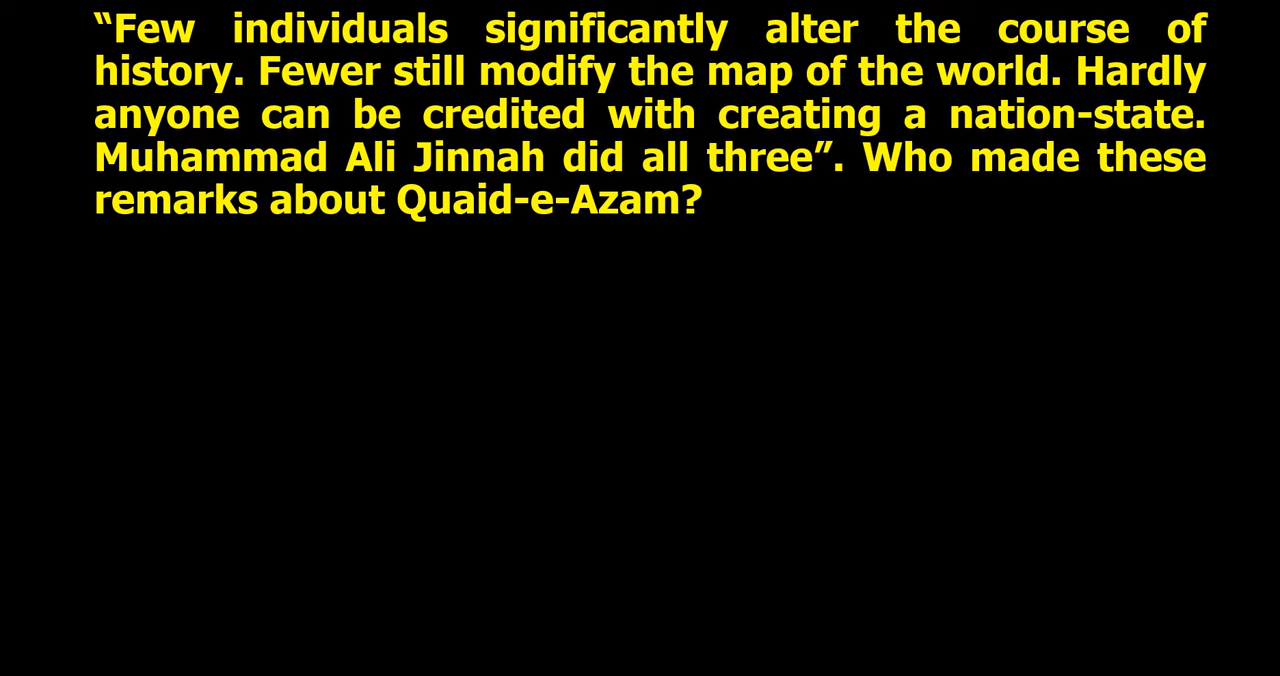 “Few individuals significantly alter the course of
history. Fewer still modify the map of the world. Hardly
anyone can be credited with creating a nation-state.
Muhammad Ali Jinnah did all three”. Who made these
remarks about Quaid-e-Azam?